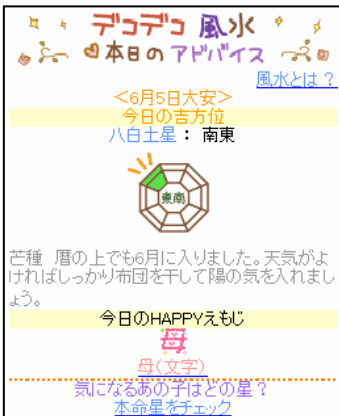 デコデコ 風水
本日のアドバイス
風水とは？
<6月5日大安>
今日の吉方位
八白土星： 南東
東南
芒種 暦の上でも6月に入りました。天気がよ
ければしっかり布団を干して陽の気を入れまし
ょう。
今日のHAPPYえもじ
母
母(文字)
気になるあの子はどの星？
本命星をチェック